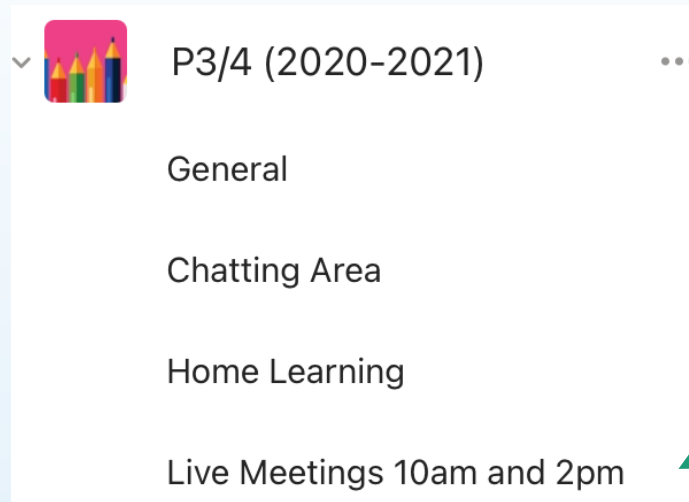 P3/4 (2020-2021)
General
Chatting Area
Home Learning
Live Meetings 10am and 2pm